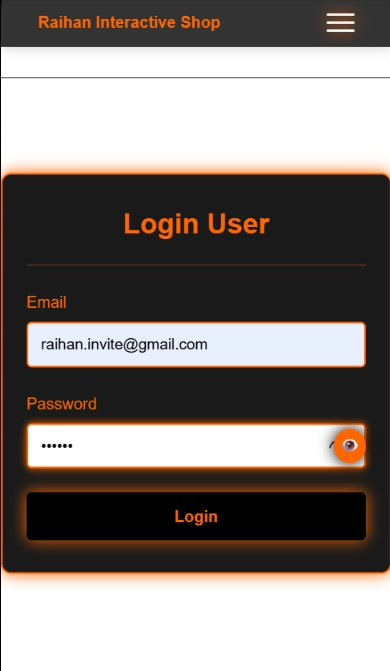 Raihan Interactive Shop
Login User
Email
raihan.invite@gmail.com
Password
••••••
Login